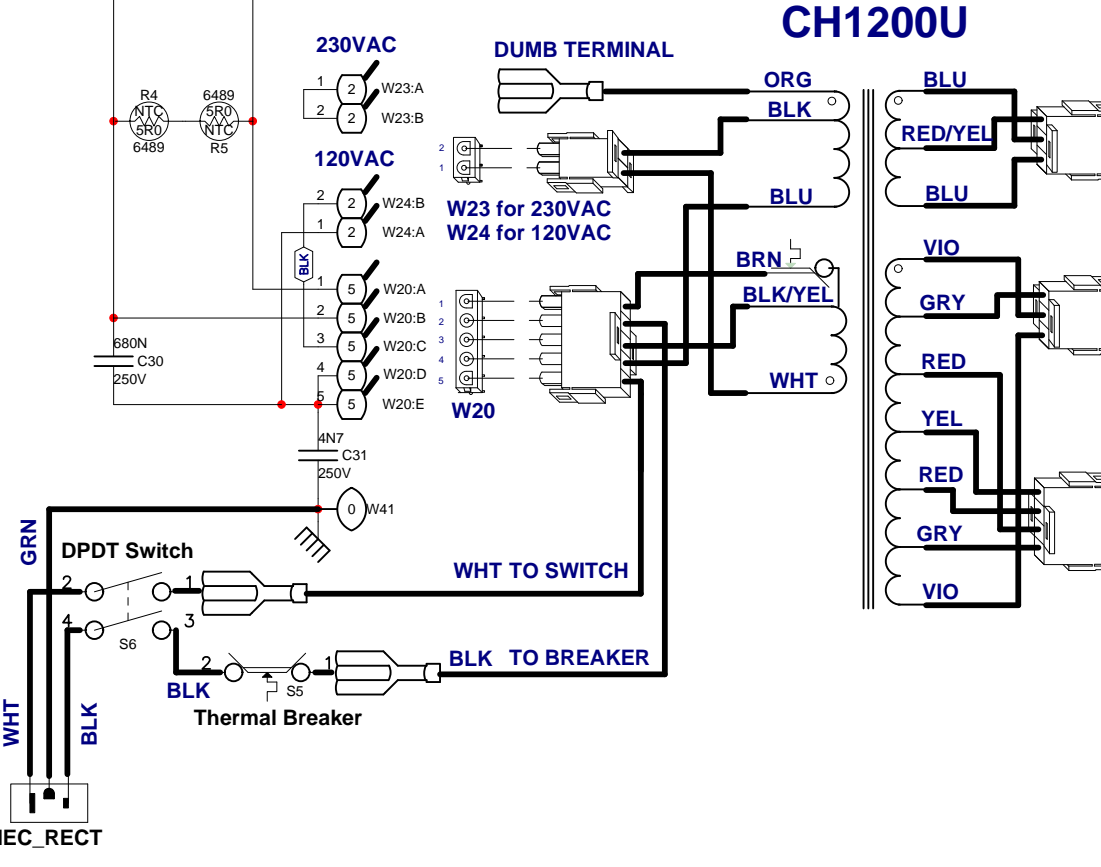 CH1200U
230VAC
DUMB TERMINAL
1 2 W23:A
2 2 W23:B
R4
NTC
5R0
6489
6489
5R0
NTC
R5
120VAC
2 2 W24:B
1 2 W24:A
BLK
2
1
W23 for 230VAC
W24 for 120VAC
ORG
BLK
BLU
BRN
BLK/YEL
WHT
BLU
RED/YEL
BLU
VIO
GRY
RED
YEL
RED
GRY
VIO
1 5 W20:A
2 5 W20:B
3 5 W20:C
4 5 W20:D
5 5 W20:E
1
2
3
4
5
W20
680N
C30
250V
4N7
C31
250V
0 W41
GRN
DPDT Switch
2 1
4 3
S6
WHT TO SWITCH
BLK TO BREAKER
2 1
BLK
S5
Thermal Breaker
WHT
BLK
IEC_RECT